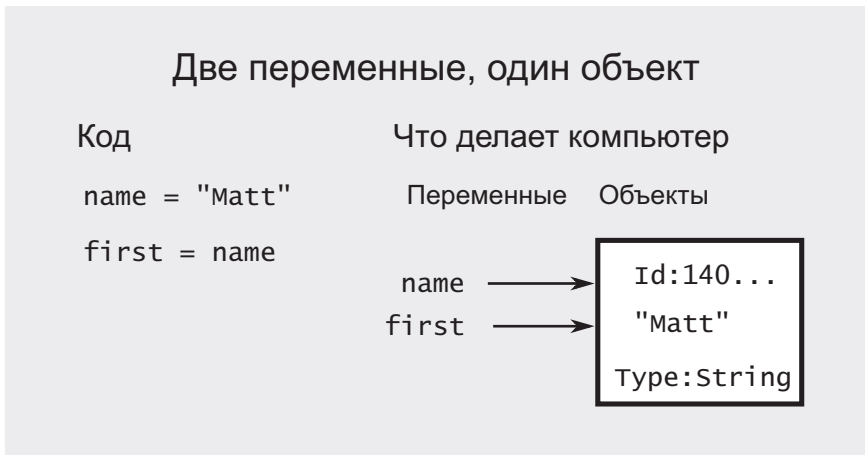 Две переменные, один объект
Код
Что делает компьютер
name = "Matt"
Переменные Объекты
first = name
name
Id:140...
first
"Matt"
Type:String